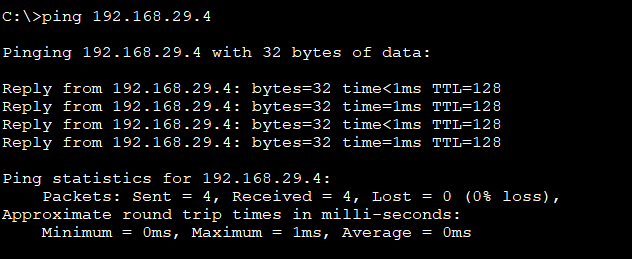 C:\>ping 192.168.29.4
Pinging 192.168.29.4 with 32 bytes of data:
Reply from 192.168.29.4: bytes=32 time<1ms TTL=128
Reply from 192.168.29.4: bytes=32 time=1ms TTL=128
Reply from 192.168.29.4: bytes=32 time<1ms TTL=128
Reply from 192.168.29.4: bytes=32 time=1ms TTL=128
Ping statistics for 192.168.29.4:
Packets: Sent = 4, Received = 4, Lost = 0 (0% loss),
Approximate round trip times in milli-seconds:
Minimum = 0ms, Maximum = 1ms, Average = 0ms